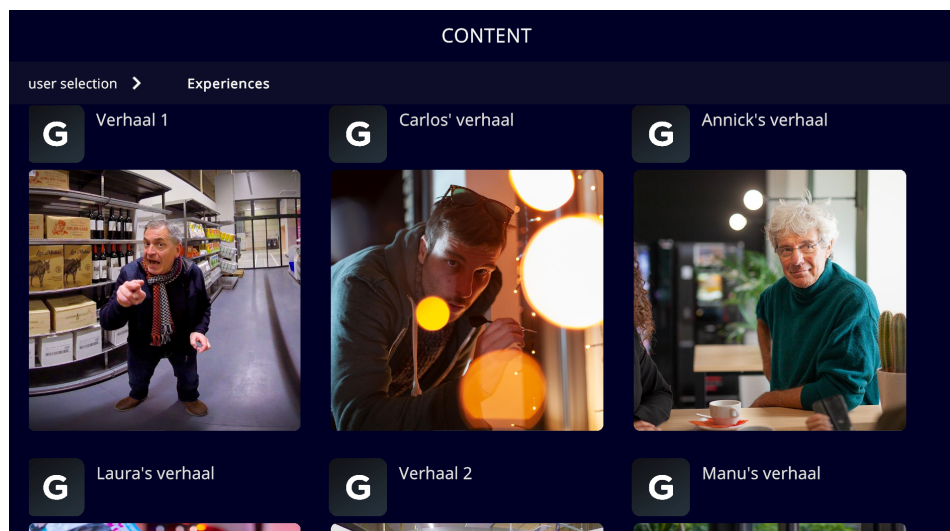 CONTENT
user selection
Experiences
G Verhaal 1
G Carlos' verhaal
G Annick's verhaal
G Laura's verhaal
G Verhaal 2
G Manu's verhaal